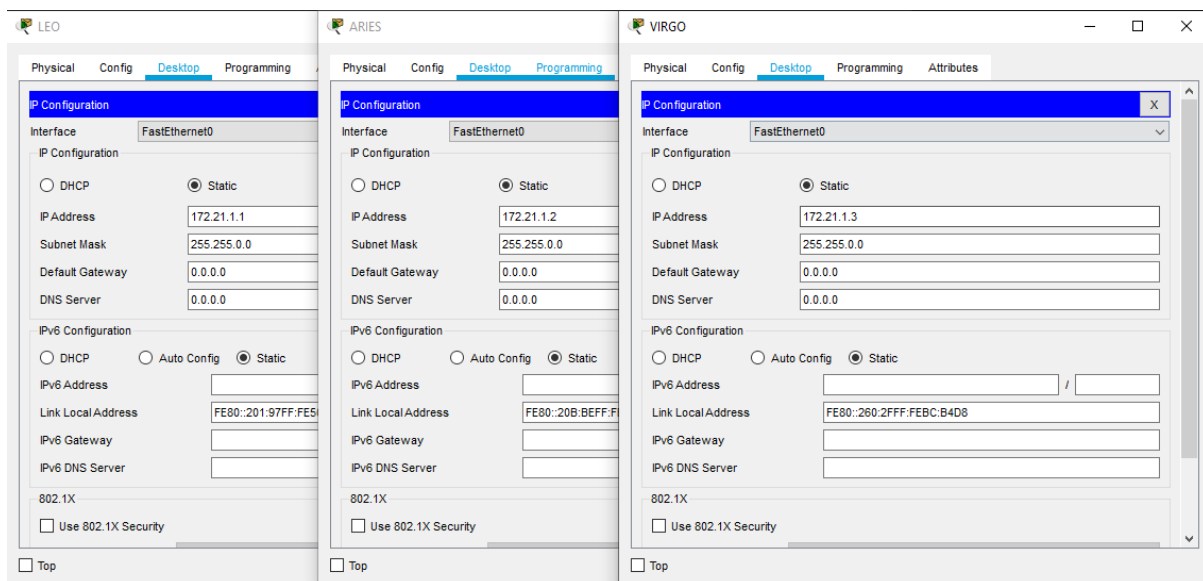 LEO
Physical Config Desktop Programming
IP Configuration
Interface FastEthernet0
IP Configuration
DHCP Static
IP Address 172.21.1.1
Subnet Mask 255.255.0.0
Default Gateway 0.0.0.0
DNS Server 0.0.0.0
IPv6 Configuration
DHCP Auto Config Static
IPv6 Address
Link Local Address FE80::201:97FF:FE5
IPv6 Gateway
IPv6 DNS Server
802.1X
Use 802.1X Security
Top
ARIES
Physical Config Desktop Programming
IP Configuration
Interface FastEthernet0
IP Configuration
DHCP Static
IP Address 172.21.1.2
Subnet Mask 255.255.0.0
Default Gateway 0.0.0.0
DNS Server 0.0.0.0
IPv6 Configuration
DHCP Auto Config Static
IPv6 Address
Link Local Address FE80::20B:BEFF:F
IPv6 Gateway
IPv6 DNS Server
802.1X
Use 802.1X Security
Top
VIRGO
Physical Config Desktop Programming Attributes
IP Configuration X
Interface FastEthernet0
IP Configuration
DHCP Static
IP Address 172.21.1.3
Subnet Mask 255.255.0.0
Default Gateway 0.0.0.0
DNS Server 0.0.0.0
IPv6 Configuration
DHCP Auto Config Static
IPv6 Address /
Link Local Address FE80::260:2FFF:FEBC:B4D8
IPv6 Gateway
IPv6 DNS Server
802.1X
Use 802.1X Security
Top